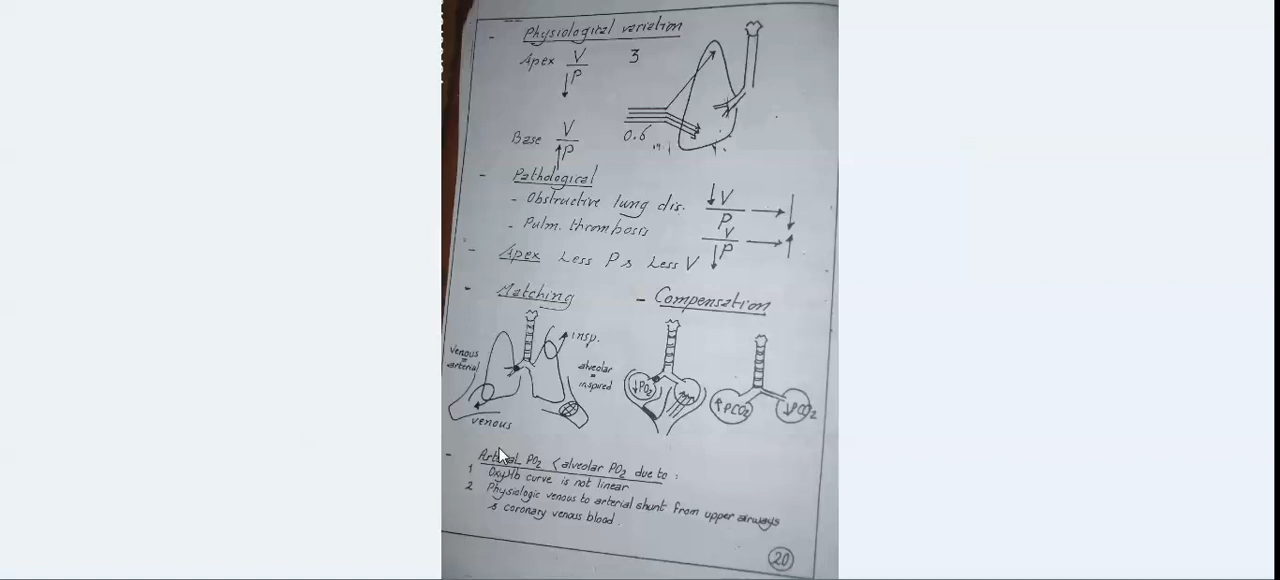 - Physiological variation
Apex V/P ↓ 3
Base V/P ↑ 0.6
- Pathological
- Obstructive lung dis. ↓V/P → ↓
- Pulm. thrombosis V/P↓ → ↑
- Apex Less P & Less V
- Matching - Compensation
insp.
venous = arterial
alveolar = inspired
↓PO₂ ↑PCO₂ ↓PCO₂
venous
- Arterial PO₂ < alveolar PO₂ due to :
1 OxyHb curve is not linear
2 Physiologic venous to arterial shunt from upper airways
& coronary venous blood.
20